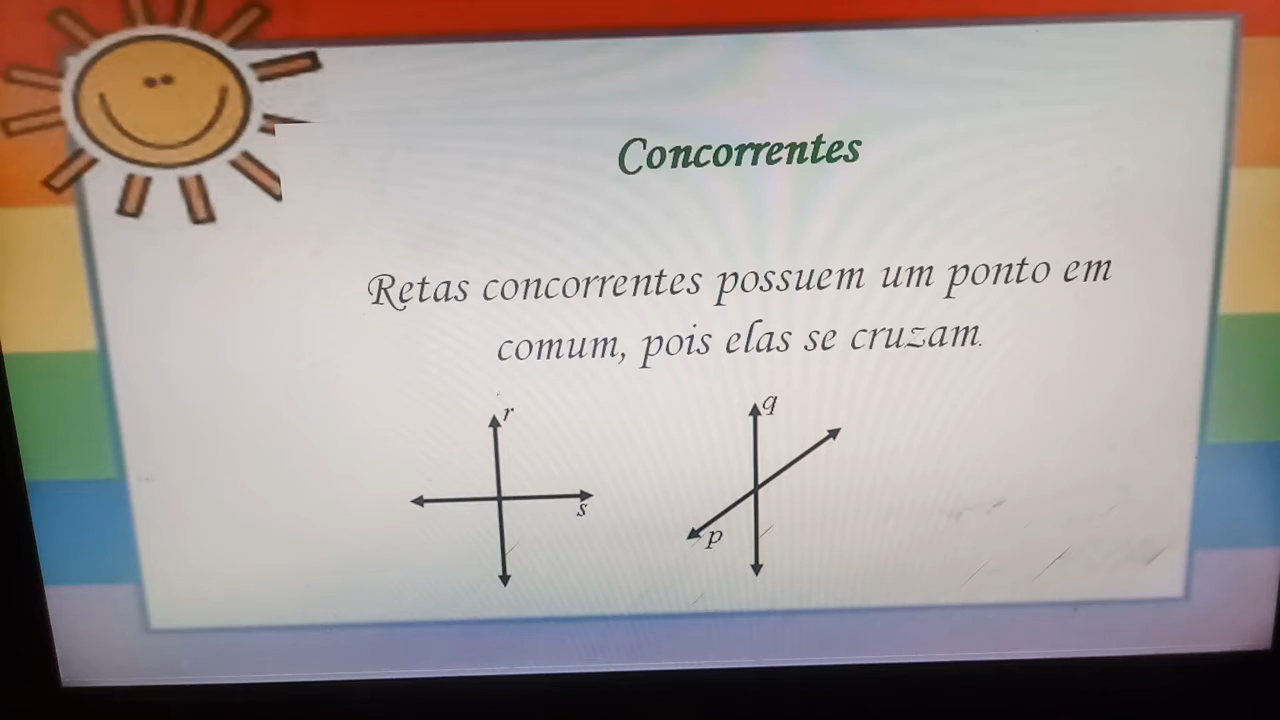 Concorrentes
Retas concorrentes possuem um ponto em
comum, pois elas se cruzam.
r
s
q
p